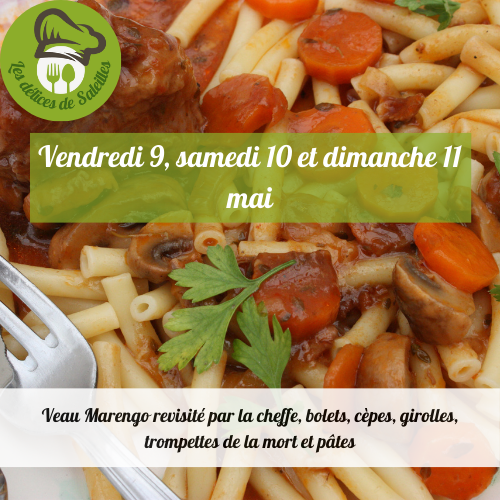 Les délices de Saleilles
Vendredi 9, samedi 10 et dimanche 11
mai
Veau Marengo revisité par la cheffe, bolets, cèpes, girolles,
trompettes de la mort et pâtes